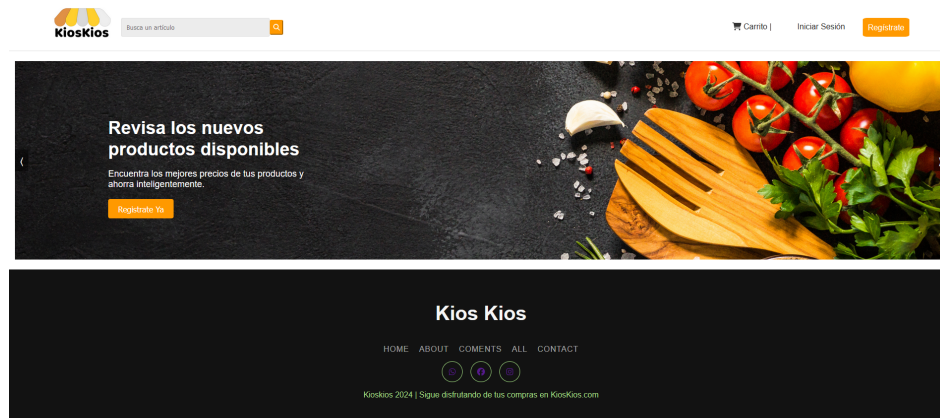 KiosKios
Busca un artículo
Carrito |
Iniciar Sesión
Regístrate
Revisa los nuevos
productos disponibles
Encuentra los mejores precios de tus productos y
ahorra inteligentemente.
Registrate Ya
Kios Kios
HOME ABOUT COMENTS ALL CONTACT
Kioskios 2024 | Sigue disfrutando de tus compras en KiosKios.com